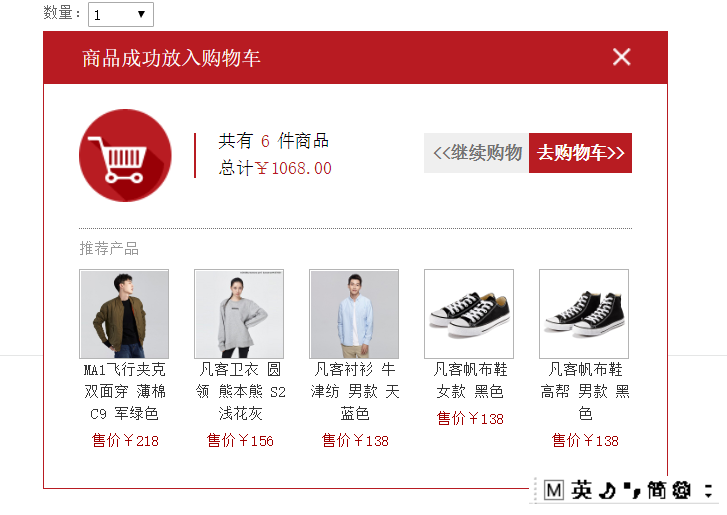 数量： 1
商品成功放入购物车
共有 6 件商品
总计￥1068.00
<<继续购物 去购物车>>
推荐产品
MA1飞行夹克
双面穿 薄棉
C9 军绿色
售价￥218
凡客卫衣 圆
领 熊本熊 S2
浅花灰
售价￥156
凡客衬衫 牛
津纺 男款 天
蓝色
售价￥138
凡客帆布鞋
女款 黑色
售价￥138
凡客帆布鞋
高帮 男款 黑
色
售价￥138
M 英 简